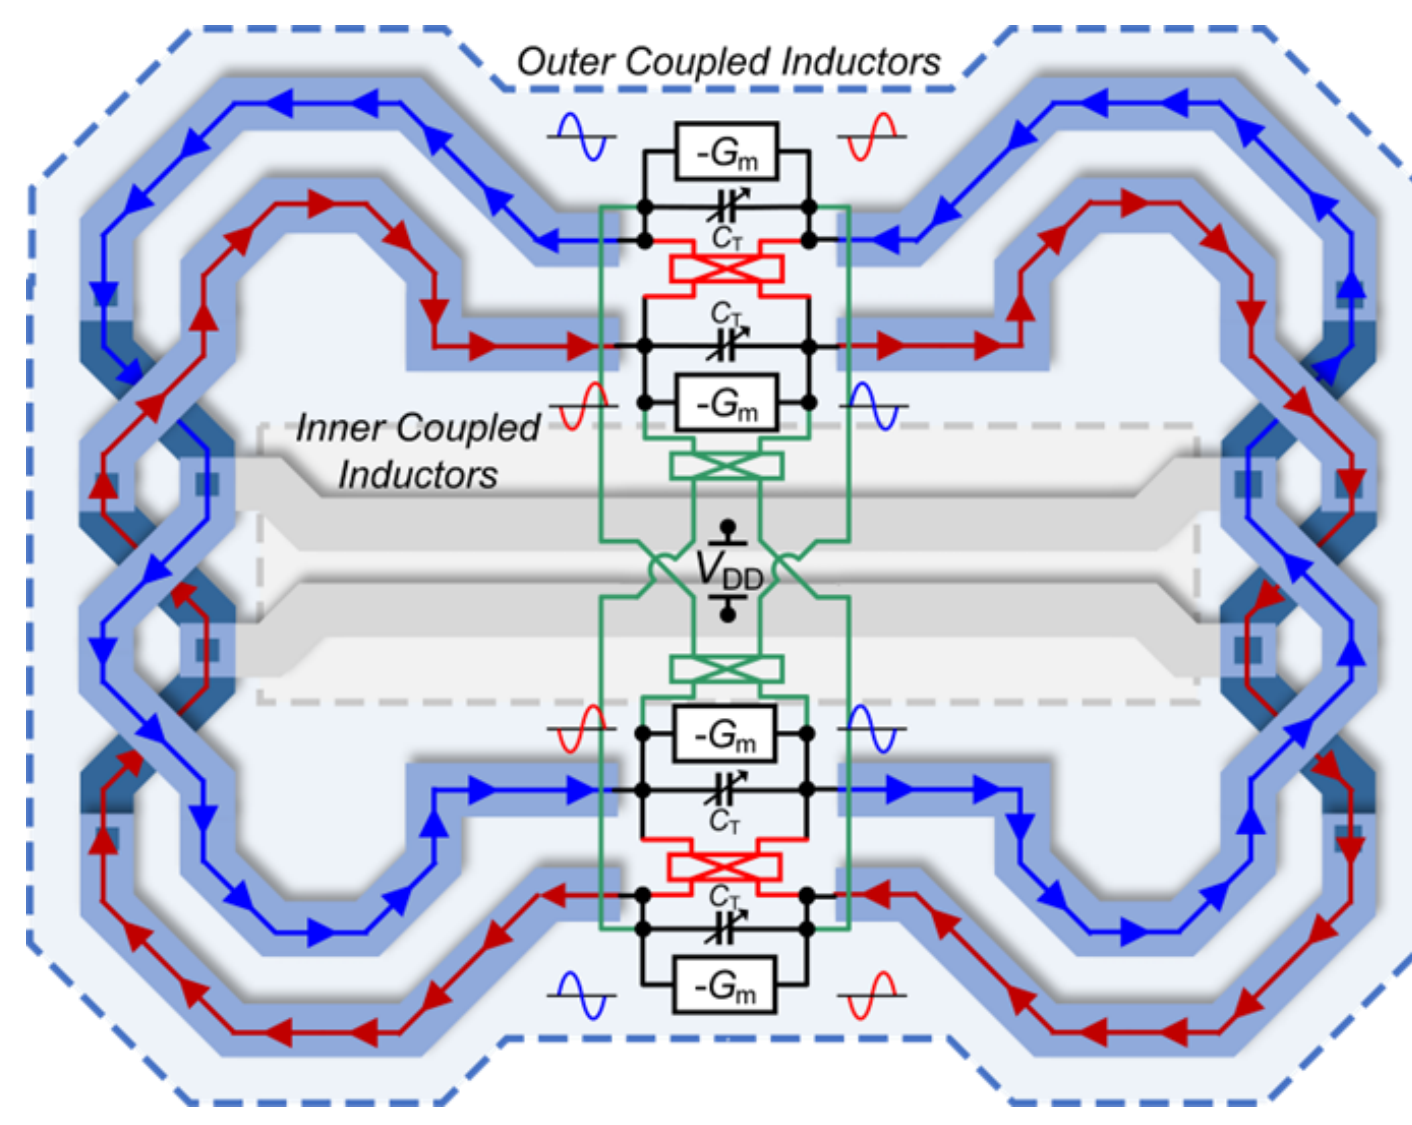 Outer Coupled Inductors
-Gm
CT
CT
-Gm
Inner Coupled
Inductors
VDD
-Gm
CT
CT
-Gm